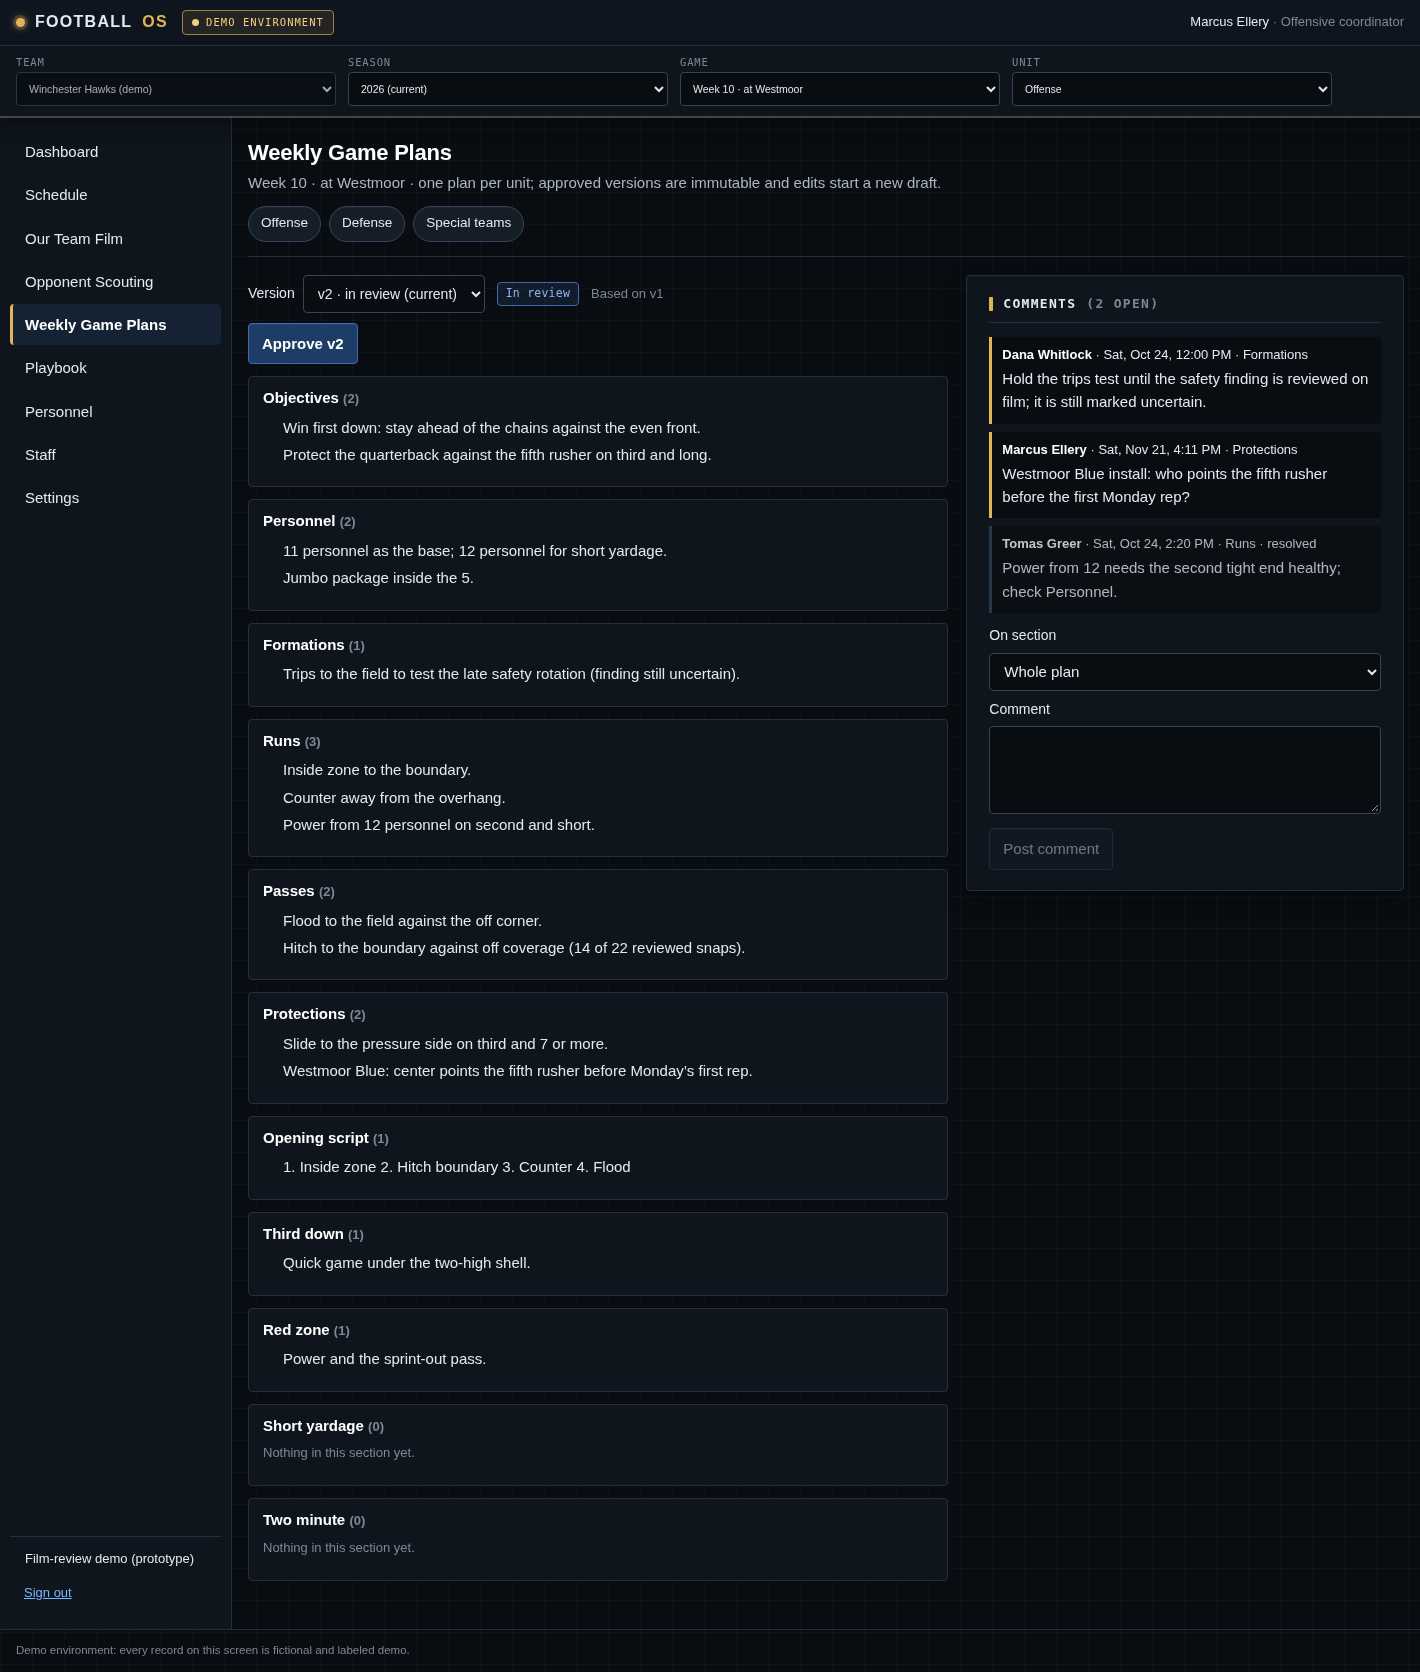 FOOTBALL OS
DEMO ENVIRONMENT
Marcus Ellery · Offensive coordinator
TEAM
Winchester Hawks (demo)
SEASON
2026 (current)
GAME
Week 10 · at Westmoor
UNIT
Offense
Dashboard
Schedule
Our Team Film
Opponent Scouting
Weekly Game Plans
Playbook
Personnel
Staff
Settings
Film-review demo (prototype)
Sign out
Weekly Game Plans
Week 10 · at Westmoor · one plan per unit; approved versions are immutable and edits start a new draft.
Offense
Defense
Special teams
Version
v2 · in review (current)
In review
Based on v1
Approve v2
Objectives (2)
Win first down: stay ahead of the chains against the even front.
Protect the quarterback against the fifth rusher on third and long.
Personnel (2)
11 personnel as the base; 12 personnel for short yardage.
Jumbo package inside the 5.
Formations (1)
Trips to the field to test the late safety rotation (finding still uncertain).
Runs (3)
Inside zone to the boundary.
Counter away from the overhang.
Power from 12 personnel on second and short.
Passes (2)
Flood to the field against the off corner.
Hitch to the boundary against off coverage (14 of 22 reviewed snaps).
Protections (2)
Slide to the pressure side on third and 7 or more.
Westmoor Blue: center points the fifth rusher before Monday’s first rep.
Opening script (1)
1. Inside zone 2. Hitch boundary 3. Counter 4. Flood
Third down (1)
Quick game under the two-high shell.
Red zone (1)
Power and the sprint-out pass.
Short yardage (0)
Nothing in this section yet.
Two minute (0)
Nothing in this section yet.
COMMENTS (2 OPEN)
Dana Whitlock · Sat, Oct 24, 12:00 PM · Formations
Hold the trips test until the safety finding is reviewed on
film; it is still marked uncertain.
Marcus Ellery · Sat, Nov 21, 4:11 PM · Protections
Westmoor Blue install: who points the fifth rusher
before the first Monday rep?
Tomas Greer · Sat, Oct 24, 2:20 PM · Runs · resolved
Power from 12 needs the second tight end healthy;
check Personnel.
On section
Whole plan
Comment
Post comment
Demo environment: every record on this screen is fictional and labeled demo.